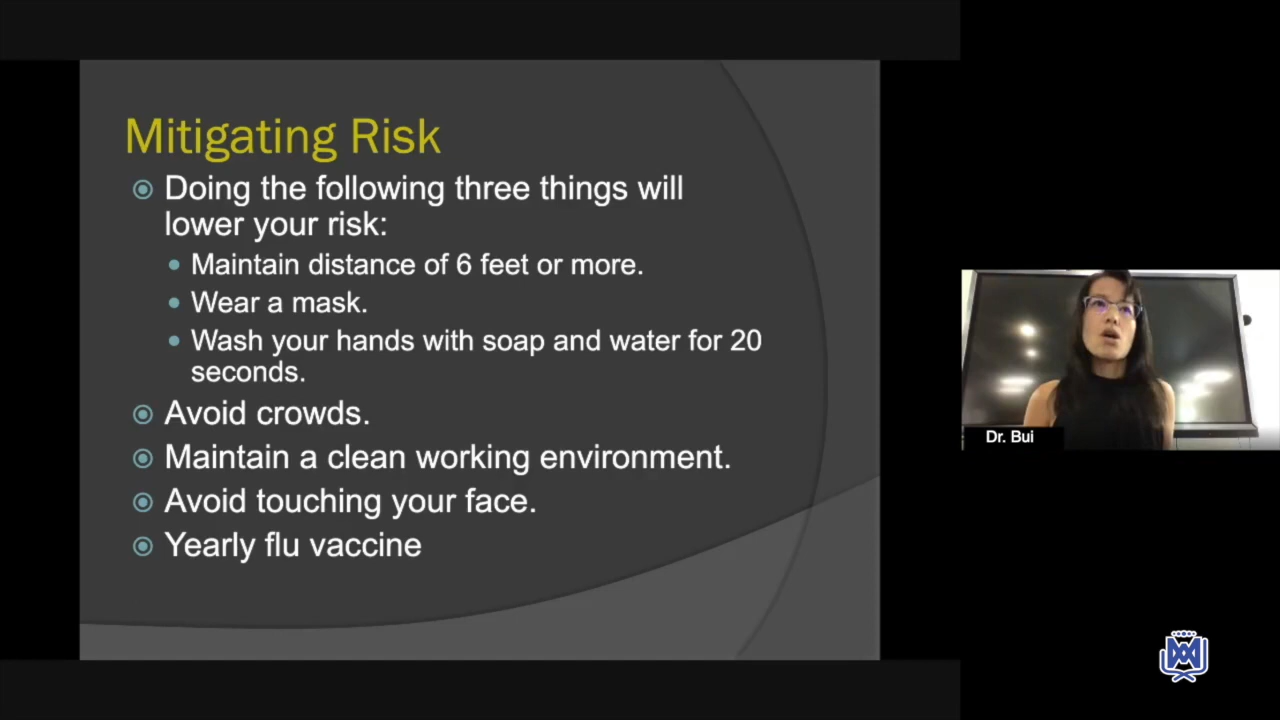 Mitigating Risk
Doing the following three things will
lower your risk:
Maintain distance of 6 feet or more.
Wear a mask.
Wash your hands with soap and water for 20
seconds.
Avoid crowds.
Maintain a clean working environment.
Avoid touching your face.
Yearly flu vaccine
Dr. Bui